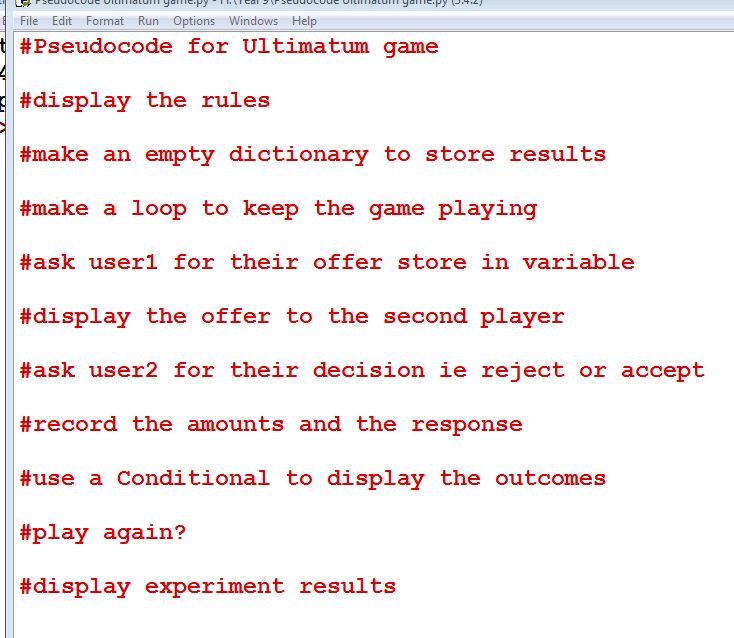 Pseudocode Ultimatum game.py - H:\Year 9\Pseudocode Ultimatum game.py (3.4.2)
File Edit Format Run Options Windows Help
#Pseudocode for Ultimatum game
#display the rules
#make an empty dictionary to store results
#make a loop to keep the game playing
#ask user1 for their offer store in variable
#display the offer to the second player
#ask user2 for their decision ie reject or accept
#record the amounts and the response
#use a Conditional to display the outcomes
#play again?
#display experiment results